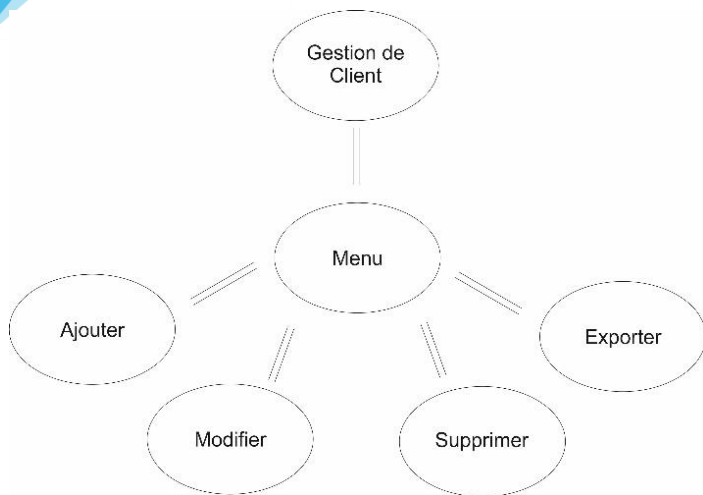 Gestion de
Client
Menu
Ajouter
Exporter
Modifier
Supprimer